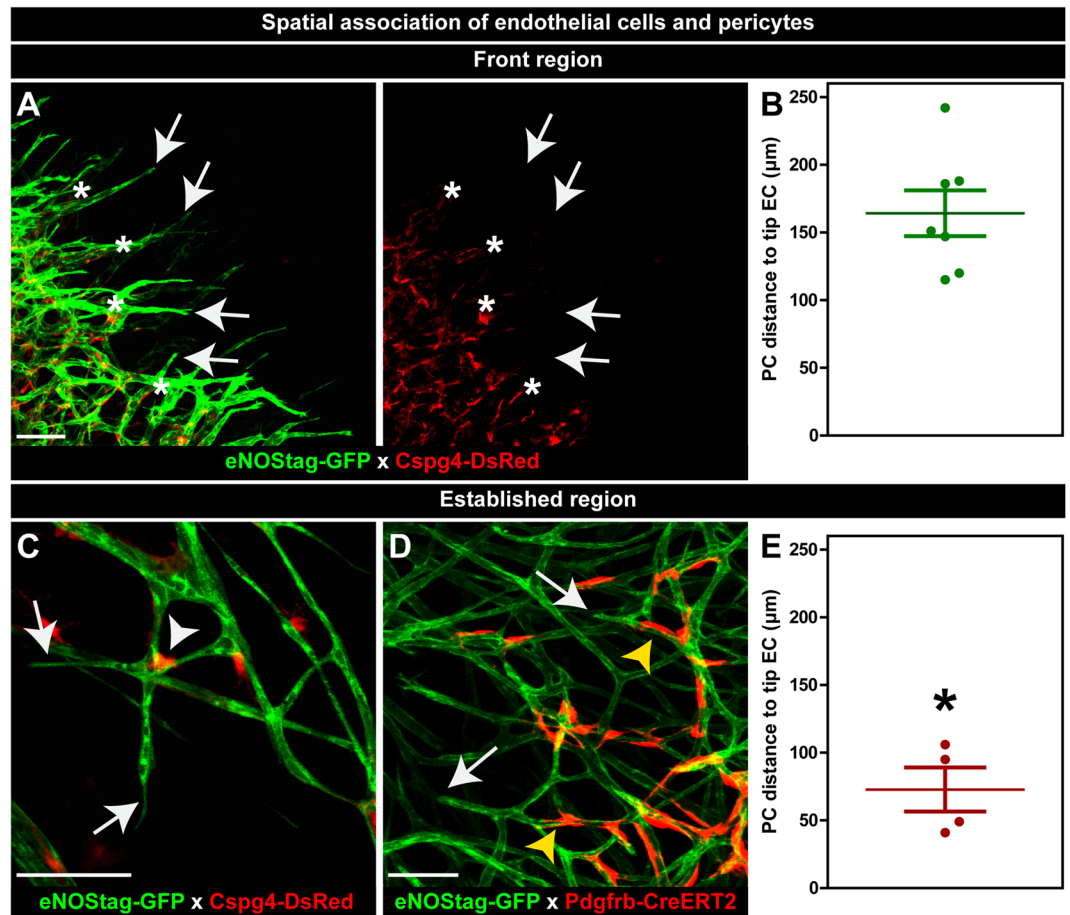 Spatial association of endothelial cells and pericytes
Front region
A
*
*
*
*
*
*
*
*
eNOStag-GFP x Cspg4-DsRed
B
PC distance to tip EC (µm)
250
200
150
100
50
0
Established region
C
eNOStag-GFP x Cspg4-DsRed
D
eNOStag-GFP x Pdgfrb-CreERT2
E
PC distance to tip EC (µm)
250
200
150
100
50
0
*